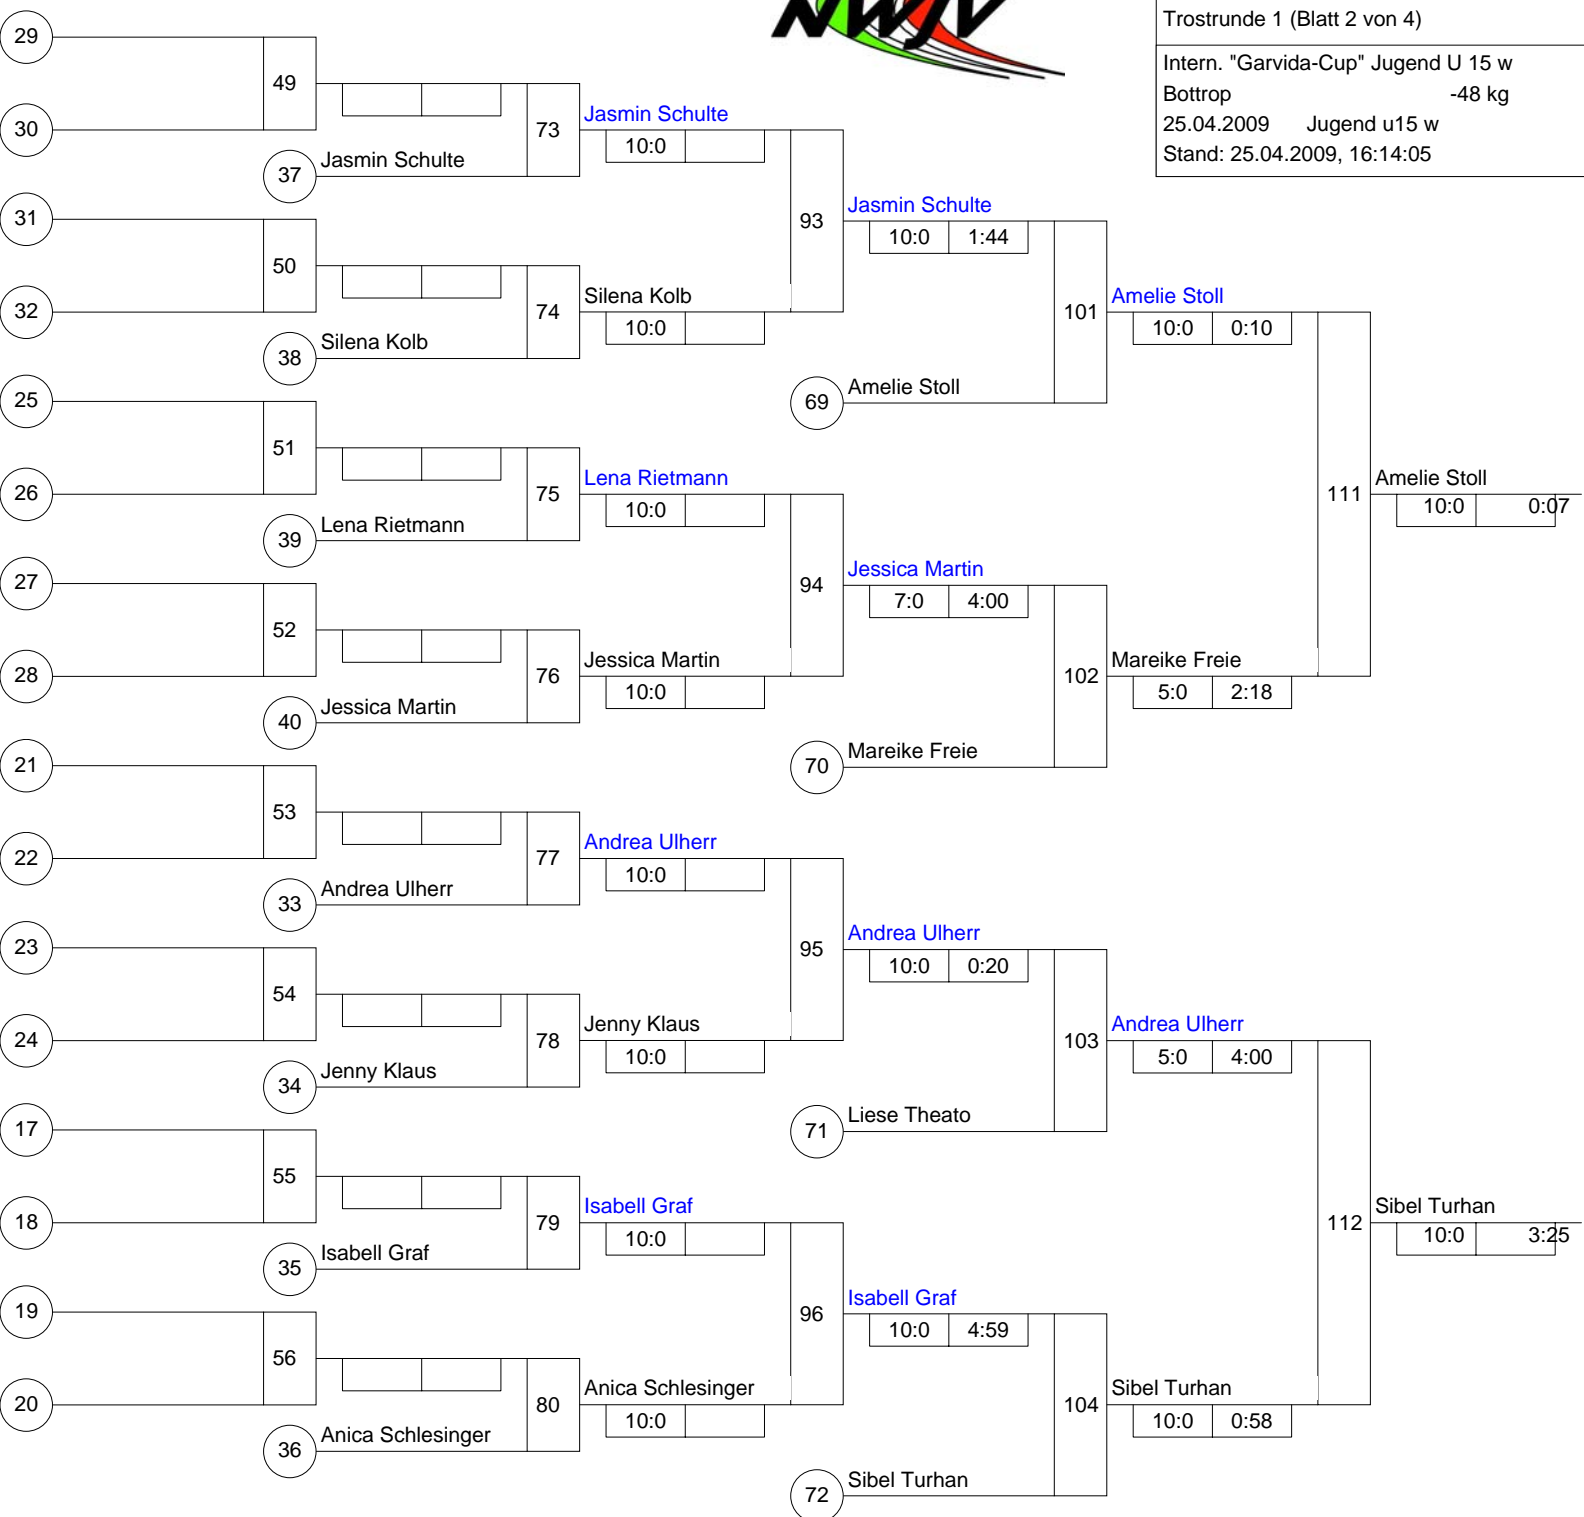 NWJV
Trostrunde 1 (Blatt 2 von 4)
Intern. "Garvida-Cup" Jugend U 15 w
Bottrop -48 kg
25.04.2009 Jugend u15 w
Stand: 25.04.2009, 16:14:05
29
49
30
73
Jasmin Schulte
10:0
37
Jasmin Schulte
31
50
32
74
Silena Kolb
10:0
38
Silena Kolb
93
Jasmin Schulte
10:0 1:44
69
Amelie Stoll
101
Amelie Stoll
10:0 0:10
25
51
26
75
Lena Rietmann
10:0
39
Lena Rietmann
27
52
28
76
Jessica Martin
10:0
40
Jessica Martin
94
Jessica Martin
7:0 4:00
70
Mareike Freie
102
Mareike Freie
5:0 2:18
111
Amelie Stoll
10:0 0:07
21
53
22
77
Andrea Ulherr
10:0
33
Andrea Ulherr
23
54
24
78
Jenny Klaus
10:0
34
Jenny Klaus
95
Andrea Ulherr
10:0 0:20
71
Liese Theato
103
Andrea Ulherr
5:0 4:00
17
55
18
79
Isabell Graf
10:0
35
Isabell Graf
19
56
20
80
Anica Schlesinger
10:0
36
Anica Schlesinger
96
Isabell Graf
10:0 4:59
72
Sibel Turhan
104
Sibel Turhan
10:0 0:58
112
Sibel Turhan
10:0 3:25